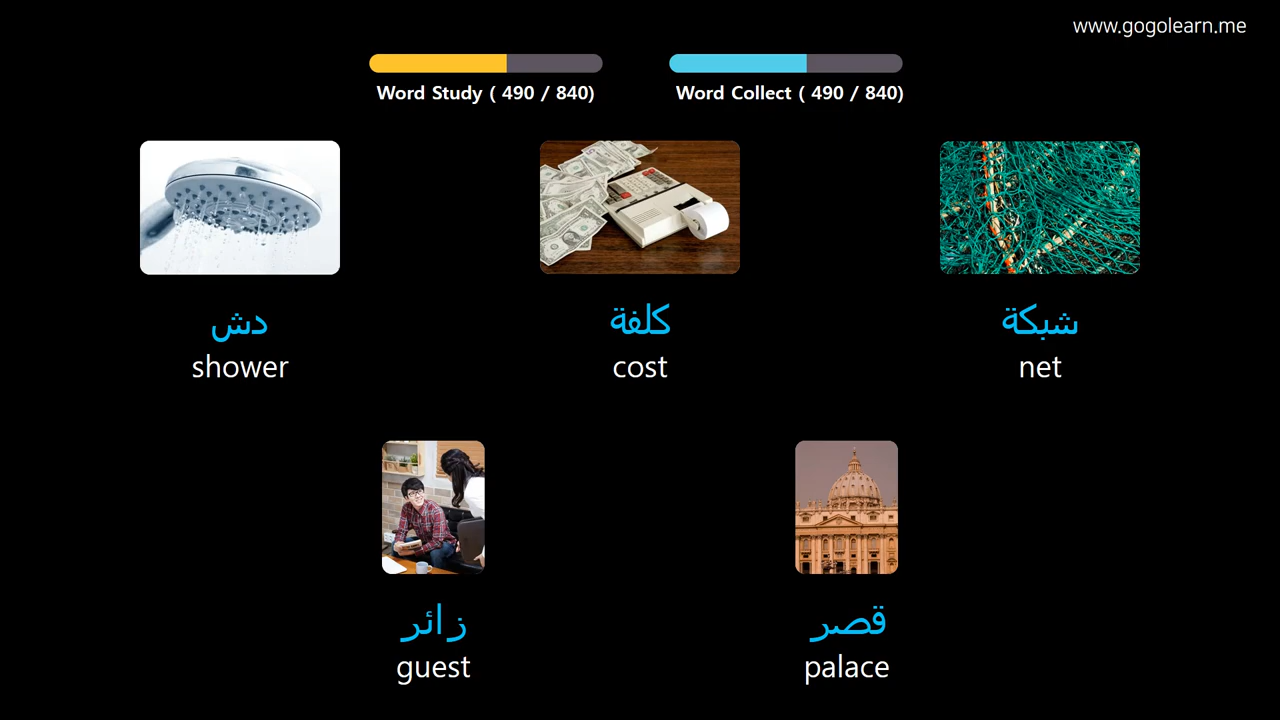 www.gogolearn.me
Word Study ( 490 / 840)
Word Collect ( 490 / 840)
دش
shower
كلفة
cost
شبكة
net
زائر
guest
قصر
palace